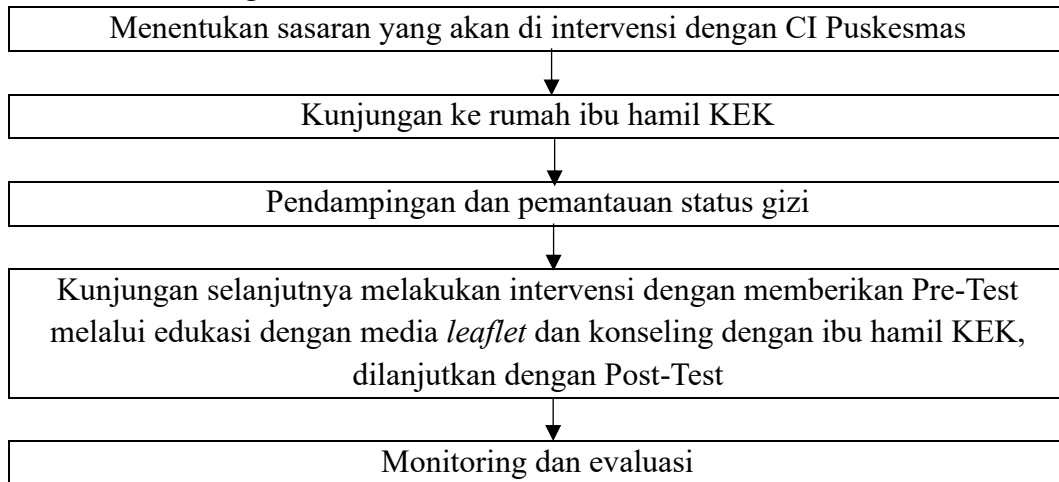 Menentukan sasaran yang akan di intervensi dengan CI Puskesmas
Kunjungan ke rumah ibu hamil KEK
Pendampingan dan pemantauan status gizi
Kunjungan selanjutnya melakukan intervensi dengan memberikan Pre-Test
melalui edukasi dengan media leaflet dan konseling dengan ibu hamil KEK,
dilanjutkan dengan Post-Test
Monitoring dan evaluasi